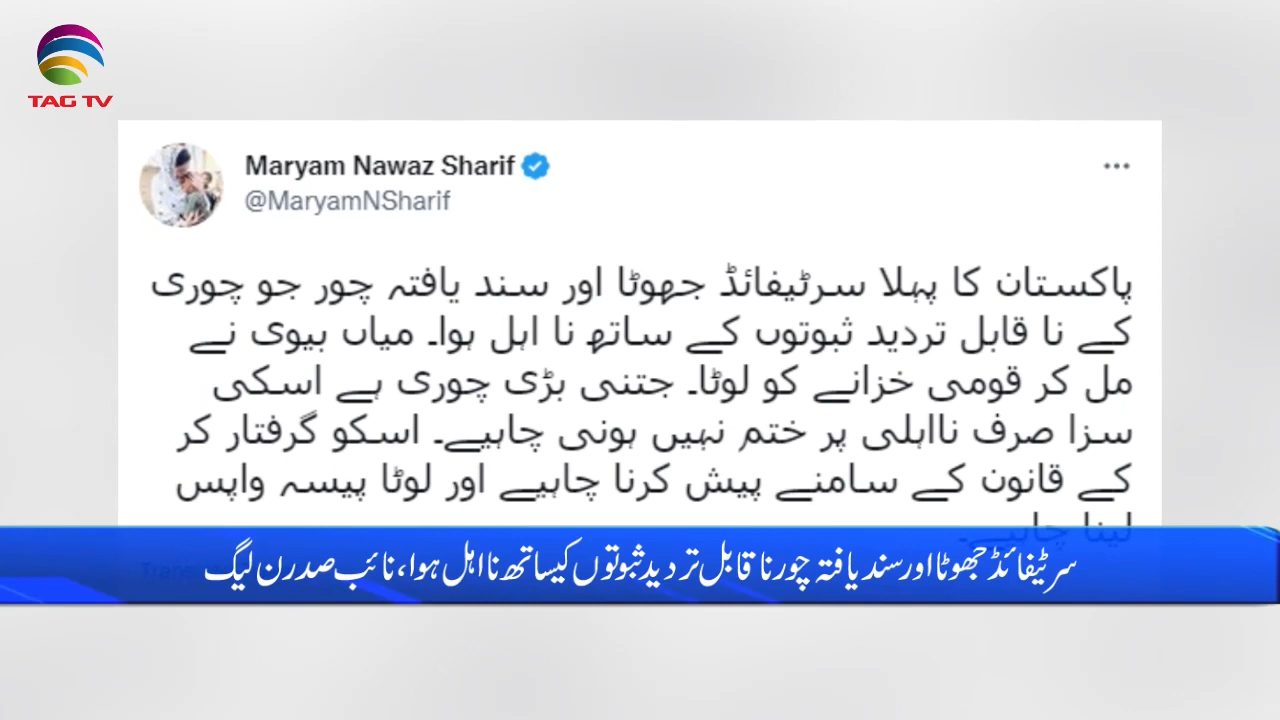 TAG TV
Maryam Nawaz Sharif
@MaryamNSharif
پاکستان کا پہلا سرٹیفائڈ جھوٹا اور سند یافتہ چور جو چوری
کے نا قابل تردید ثبوتوں کے ساتھ نا اہل ہوا۔ میاں بیوی نے
مل کر قومی خزانے کو لوٹا۔ جتنی بڑی چوری ہے اسکی
سزا صرف نااہلی پر ختم نہیں ہونی چاہیے۔ اسکو گرفتار کر
کے قانون کے سامنے پیش کرنا چاہیے اور لوٹا پیسہ واپس
لینا چاہیے۔
سرٹیفائڈ جھوٹا اور سند یافتہ چور نا قابل تردید ثبوتوں کیساتھ نا اہل ہوا، نائب صدر ن لیگ